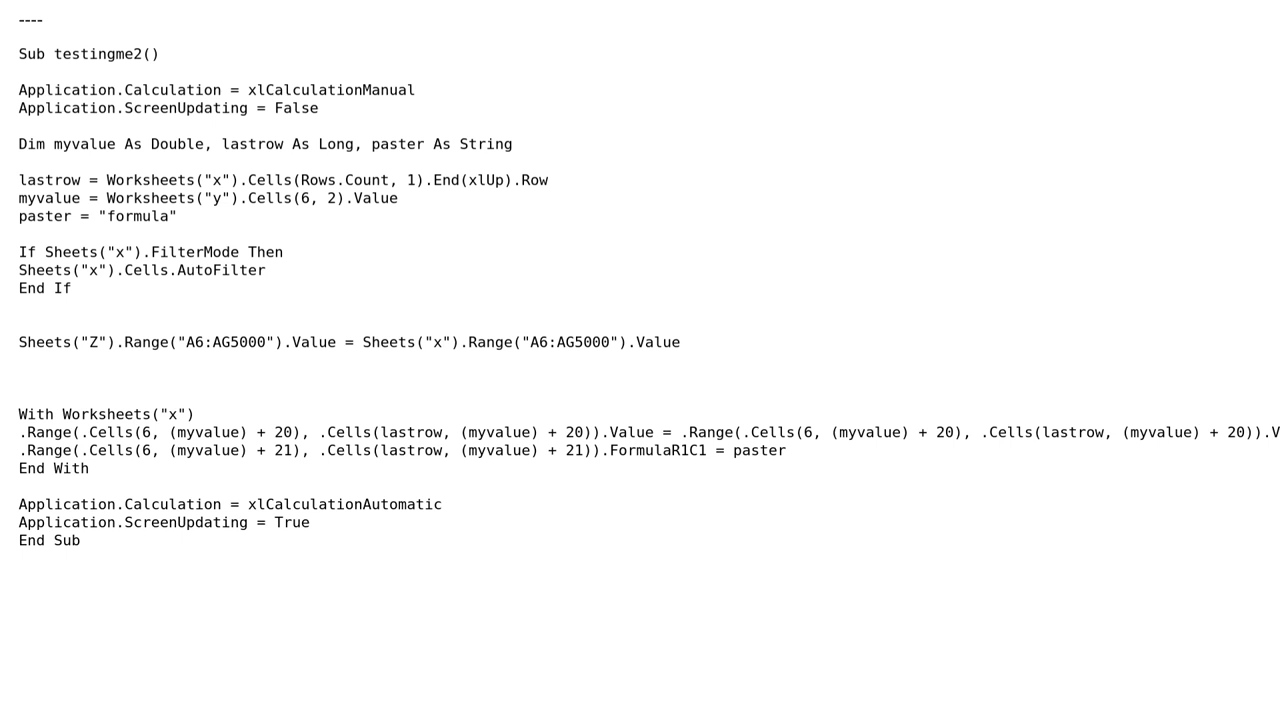 ----
Sub testingme2()
Application.Calculation = xlCalculationManual
Application.ScreenUpdating = False
Dim myvalue As Double, lastrow As Long, paster As String
lastrow = Worksheets("x").Cells(Rows.Count, 1).End(xlUp).Row
myvalue = Worksheets("y").Cells(6, 2).Value
paster = "formula"
If Sheets("x").FilterMode Then
Sheets("x").Cells.AutoFilter
End If
Sheets("Z").Range("A6:AG5000").Value = Sheets("x").Range("A6:AG5000").Value
With Worksheets("x")
.Range(.Cells(6, (myvalue) + 20), .Cells(lastrow, (myvalue) + 20)).Value = .Range(.Cells(6, (myvalue) + 20), .Cells(lastrow, (myvalue) + 20)).V
.Range(.Cells(6, (myvalue) + 21), .Cells(lastrow, (myvalue) + 21)).FormulaR1C1 = paster
End With
Application.Calculation = xlCalculationAutomatic
Application.ScreenUpdating = True
End Sub